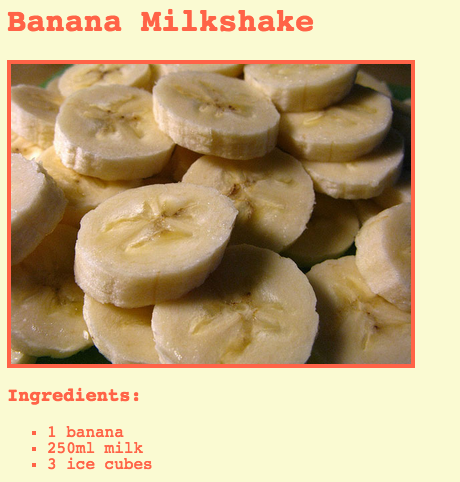 Banana Milkshake
Ingredients:
1 banana
250ml milk
3 ice cubes